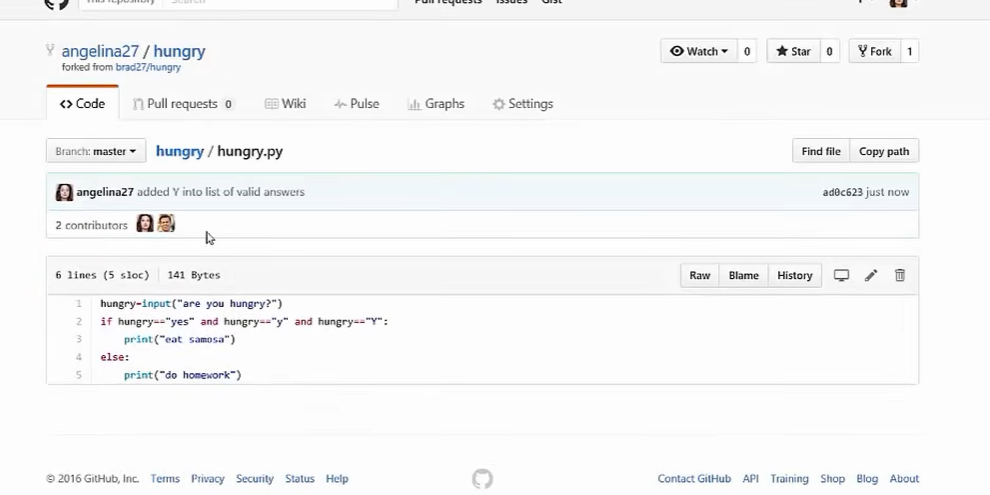 This repository Search Pull requests Issues Gist
angelina27 / hungry
Watch 0 Star 0 Fork 1
forked from brad27/hungry
Code Pull requests 0 Wiki Pulse Graphs Settings
Branch: master hungry / hungry.py Find file Copy path
angelina27 added Y into list of valid answers ad0c623 just now
2 contributors
6 lines (5 sloc) 141 Bytes Raw Blame History
1 hungry=input("are you hungry?")
2 if hungry=="yes" and hungry=="y" and hungry=="Y":
3 print("eat samosa")
4 else:
5 print("do homework")
© 2016 GitHub, Inc. Terms Privacy Security Status Help Contact GitHub API Training Shop Blog About